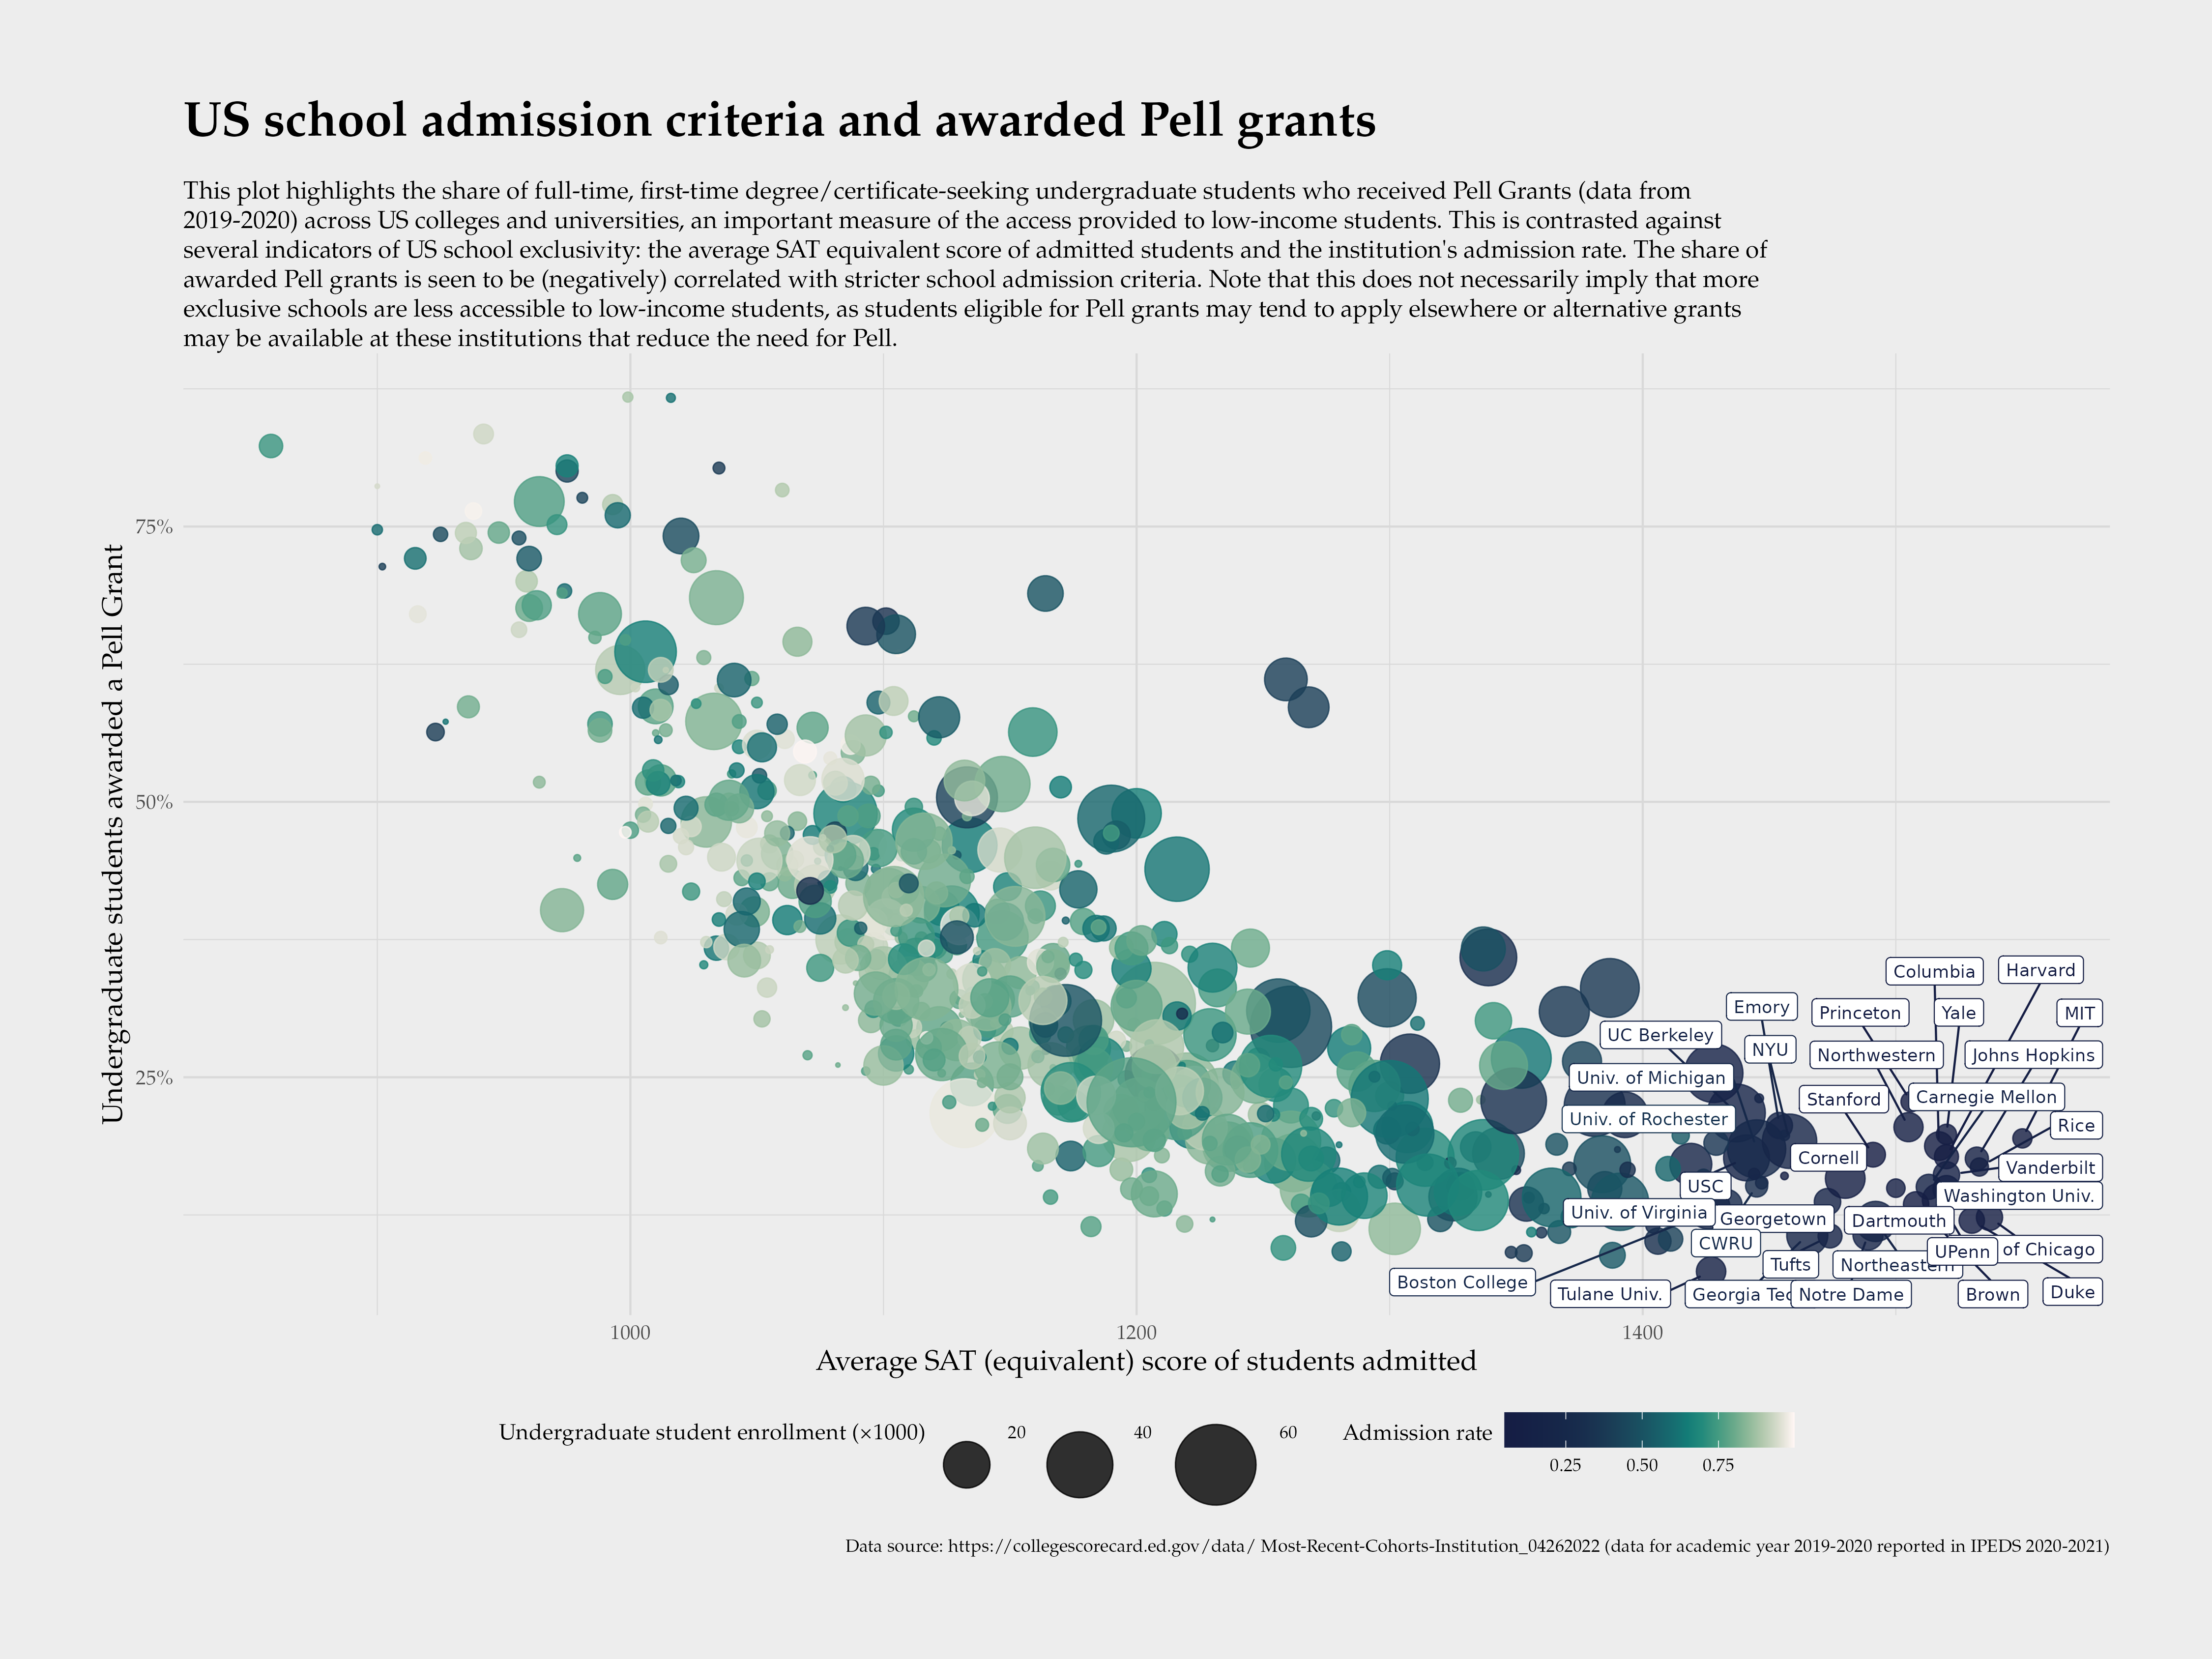 US school admission criteria and awarded Pell grants
This plot highlights the share of full-time, first-time degree/certificate-seeking undergraduate students who received Pell Grants (data from
2019-2020) across US colleges and universities, an important measure of the access provided to low-income students. This is contrasted against
several indicators of US school exclusivity: the average SAT equivalent score of admitted students and the institution's admission rate. The share of
awarded Pell grants is seen to be (negatively) correlated with stricter school admission criteria. Note that this does not necessarily imply that more
exclusive schools are less accessible to low-income students, as students eligible for Pell grants may tend to apply elsewhere or alternative grants
may be available at these institutions that reduce the need for Pell.
Undergraduate students awarded a Pell Grant
75%
50%
25%
Columbia
Harvard
Emory
Princeton
Yale
MIT
UC Berkeley
NYU
Northwestern
Johns Hopkins
Univ. of Michigan
Stanford
Carnegie Mellon
Univ. of Rochester
Rice
Cornell
Vanderbilt
USC
Washington Univ.
Univ. of Virginia
Georgetown
Dartmouth
CWRU
UPenn
of Chicago
Tufts
Northeastern
Boston College
Tulane Univ.
Georgia Tec
Notre Dame
Brown
Duke
1000
1200
1400
Average SAT (equivalent) score of students admitted
Undergraduate student enrollment (×1000)
20
40
60
Admission rate
0.25
0.50
0.75
Data source: https://collegescorecard.ed.gov/data/ Most-Recent-Cohorts-Institution_04262022 (data for academic year 2019-2020 reported in IPEDS 2020-2021)